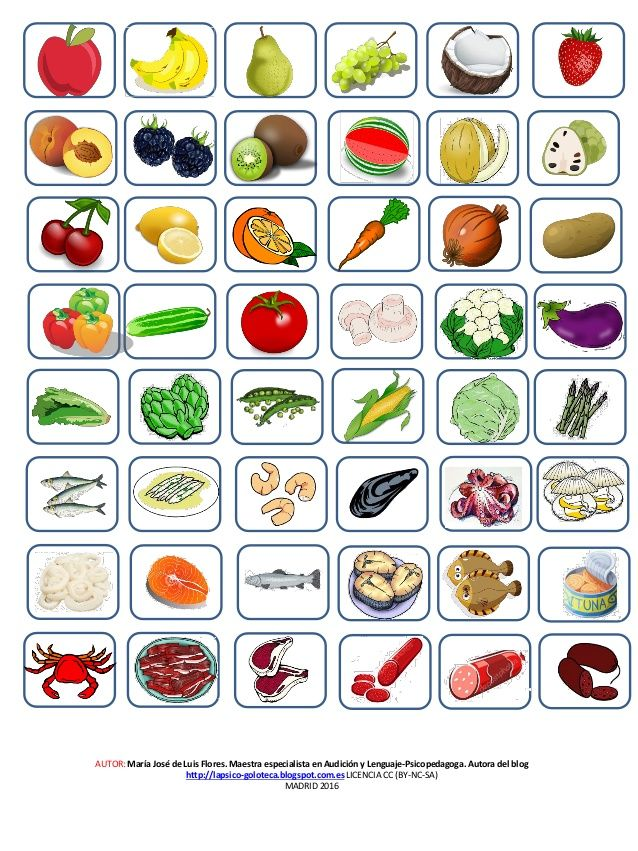 TUNA
AUTOR: María José de Luis Flores. Maestra especialista en Audición y Lenguaje-Psicopedagoga. Autora del blog
http://lapsico-goloteca.blogspot.com.es LICENCIA CC (BY-NC-SA)
MADRID 2016